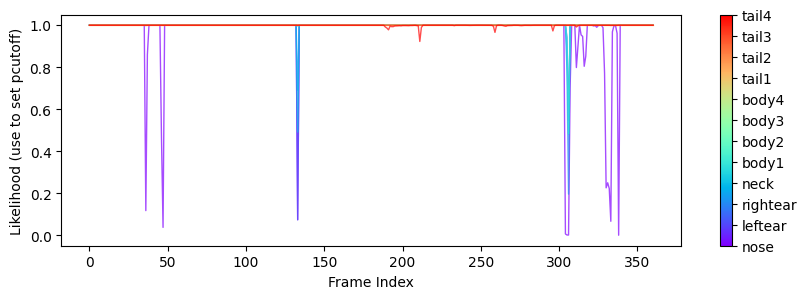 Likelihood (use to set pcutoff)
1.0
0.8
0.6
0.4
0.2
0.0
0
50
100
150
200
250
300
350
Frame Index
tail4
tail3
tail2
tail1
body4
body3
body2
body1
neck
rightear
leftear
nose